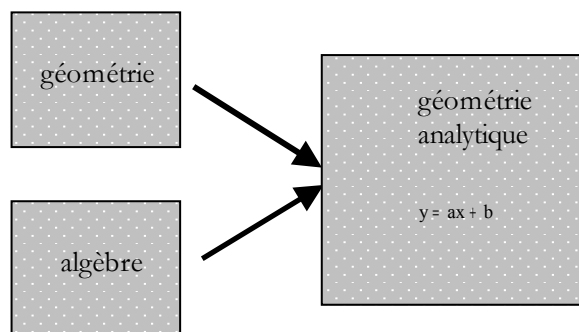 géométrie
algèbre
géométrie
analytique
y = ax + b